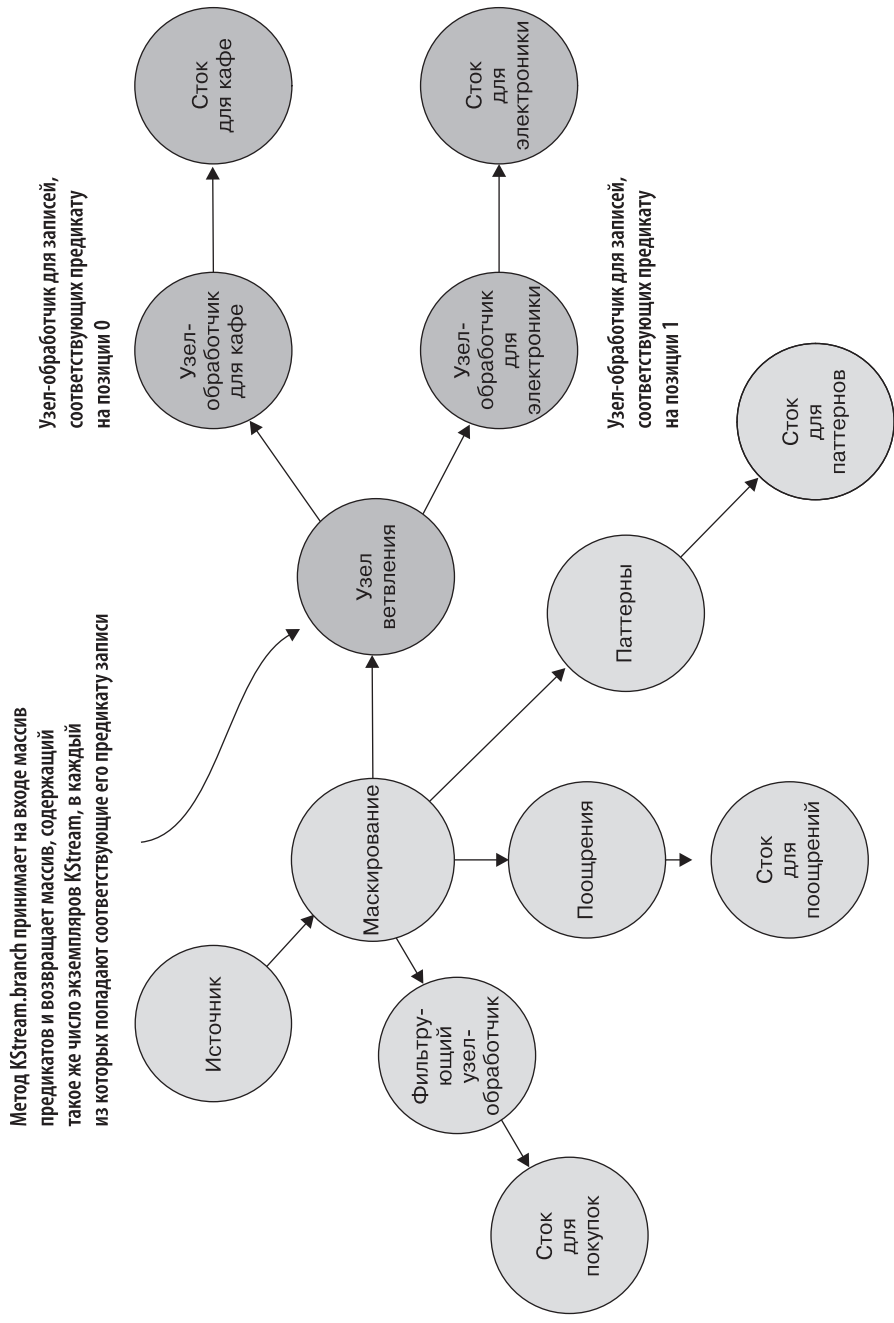 Метод KStream.branch принимает на входе массив
предикатов и возвращает массив, содержащий
такое же число экземпляров KStream, в каждый
из которых попадают соответствующие его предикату записи
Узел-обработчик для записей,
соответствующих предикату
на позиции 0
Источник
Узел-
обработчик
для кафе
Сток
для кафе
Маскирование
Узел
ветвления
Узел-
обработчик
для
электроники
Сток
для
электроники
Фильтру-
ющий
узел-
обработчик
Сток
для
покупок
Поощрения
Сток
для
поощрений
Паттерны
Сток
для
паттернов
Узел-обработчик для записей,
соответствующих предикату
на позиции 1